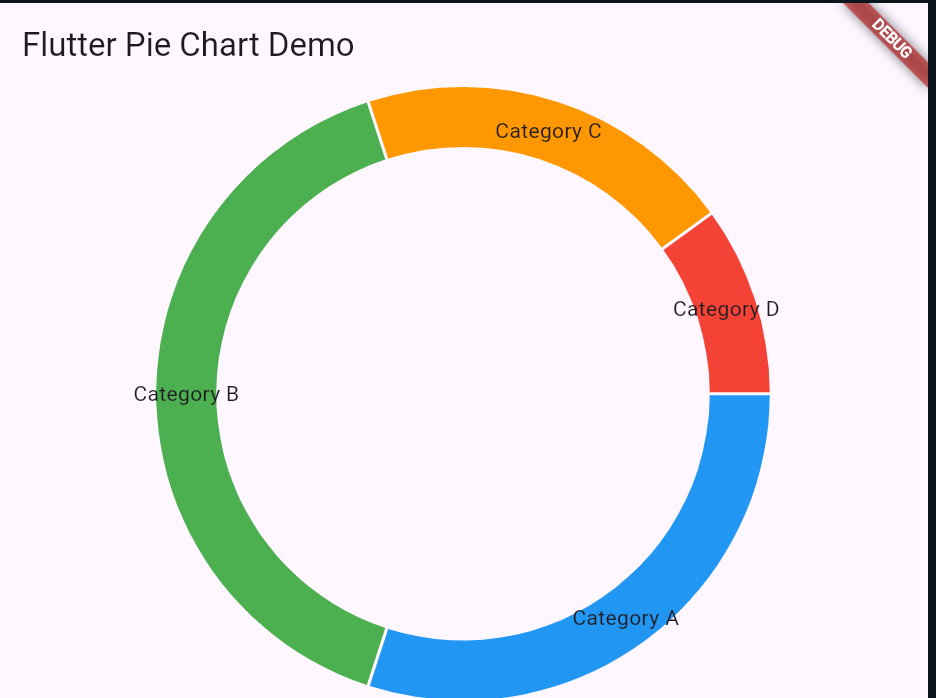 Flutter Pie Chart Demo
DEBUG
Category C
Category D
Category B
Category A